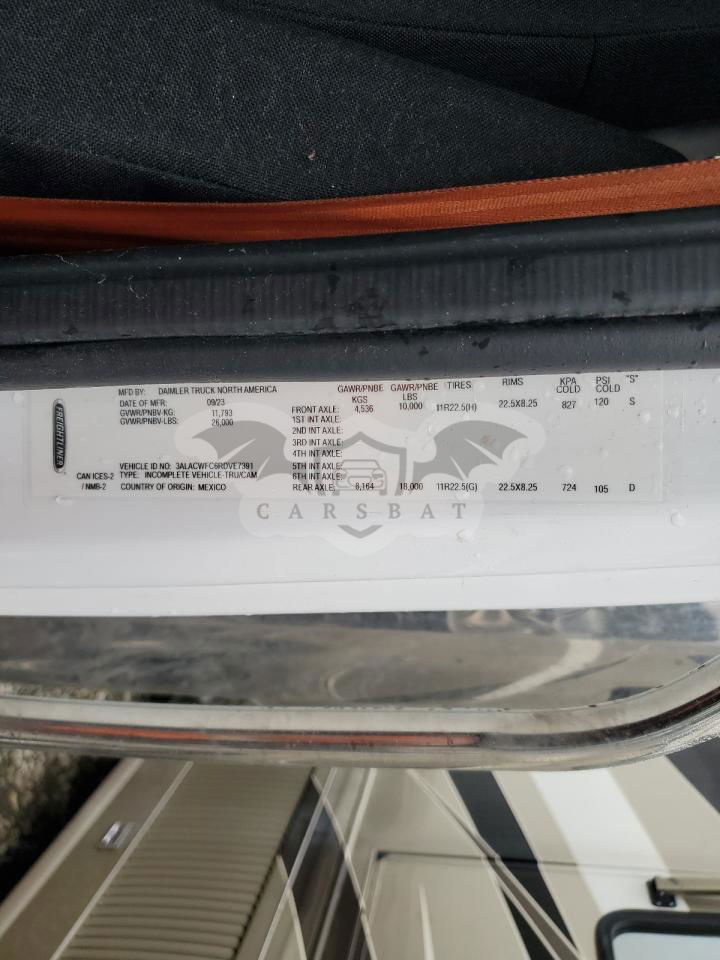 FREIGHTLINER
MFD BY: DAIMLER TRUCK NORTH AMERICA
DATE OF MFR: 09/23
GVWR/PNBV-KG: 11,793
GVWR/PNBV-LBS: 26,000
VEHICLE ID NO: 3ALACWFC6RDVE7391
CAN ICES-2 TYPE: INCOMPLETE VEHICLE-TRU/CAM
/ NMB-2 COUNTRY OF ORIGIN: MEXICO
GAWR/PNBE GAWR/PNBE TIRES RIMS KPA PSI "S"
KGS LBS COLD COLD
FRONT AXLE: 4,536 10,000 11R22.5(H) 22.5X8.25 827 120 S
1ST INT AXLE:
2ND INT AXLE:
3RD INT AXLE:
4TH INT AXLE:
5TH INT AXLE:
6TH INT AXLE:
REAR AXLE: 8,164 18,000 11R22.5(G) 22.5X8.25 724 105 D
CARSBAT